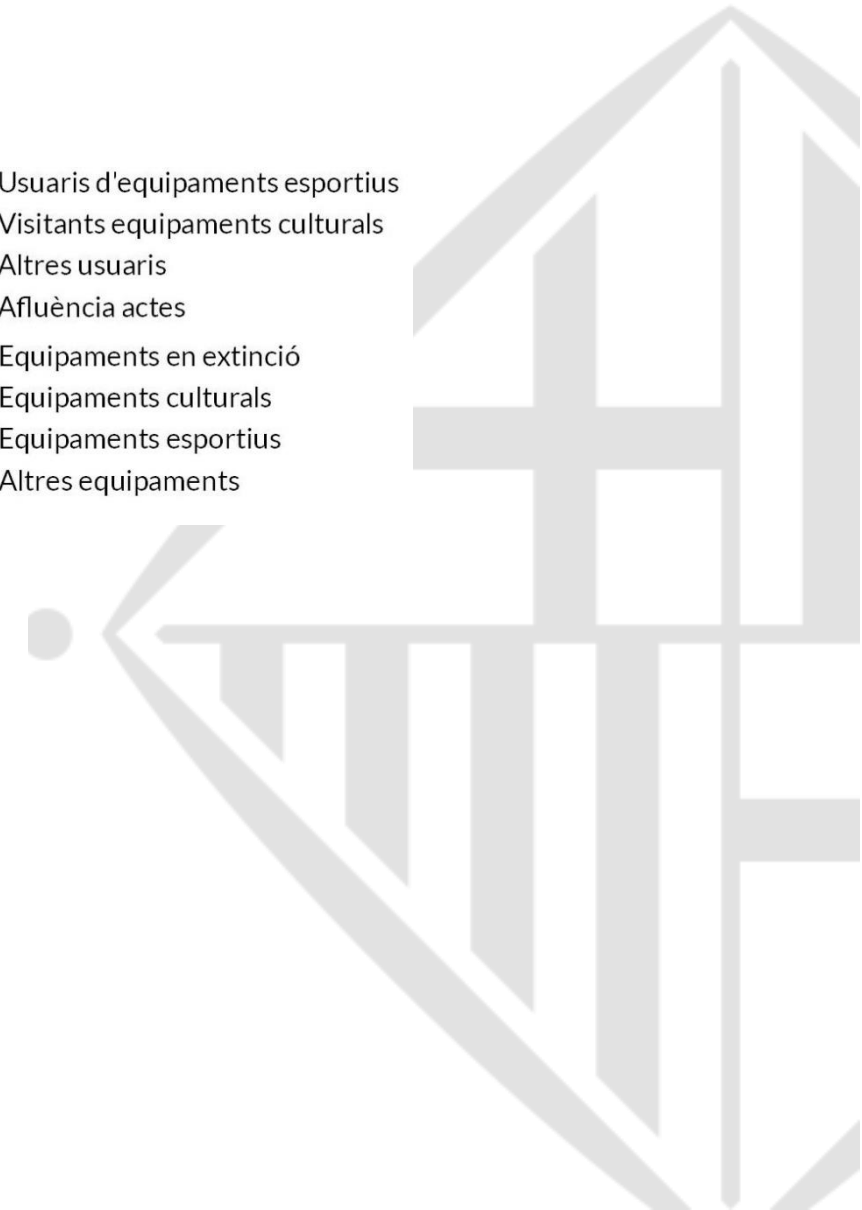 Usuaris d'equipaments esportius
Visitants equipaments culturals
Altres usuaris
Afluència actes
Equipaments en extinció
Equipaments culturals
Equipaments esportius
Altres equipaments